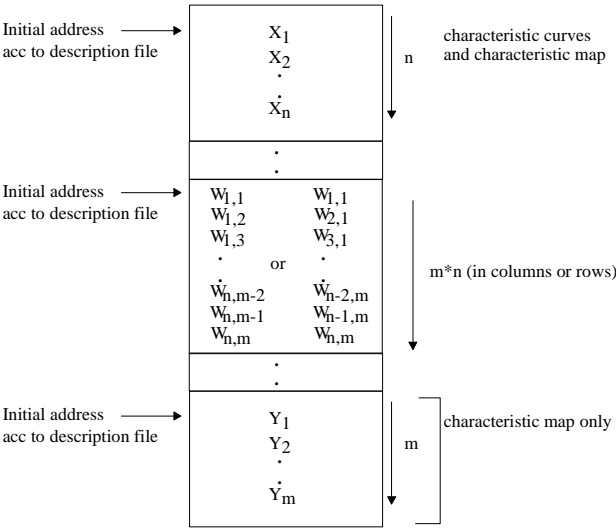 Initial address
acc to description file
X1
X2
.
.
Xn
n
characteristic curves
and characteristic map
.
.
Initial address
acc to description file
W1,1 W1,1
W1,2 W2,1
W1,3 W3,1
. or .
. .
Wn,m-2 Wn-2,m
Wn,m-1 Wn-1,m
Wn,m Wn,m
m*n (in columns or rows)
.
.
Initial address
acc to description file
Y1
Y2
.
.
Ym
m
characteristic map only